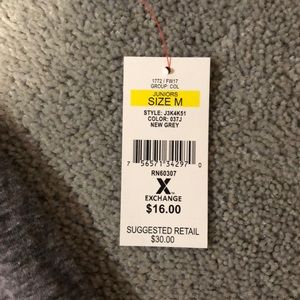 1772 / FW17
GROUP: COL
JUNIORS
SIZE M
STYLE: J3K4K51
COLOR: 037J
NEW GREY
7 56571 34297 0
RN60307
X
EXCHANGE
$16.00
SUGGESTED RETAIL
$30.00